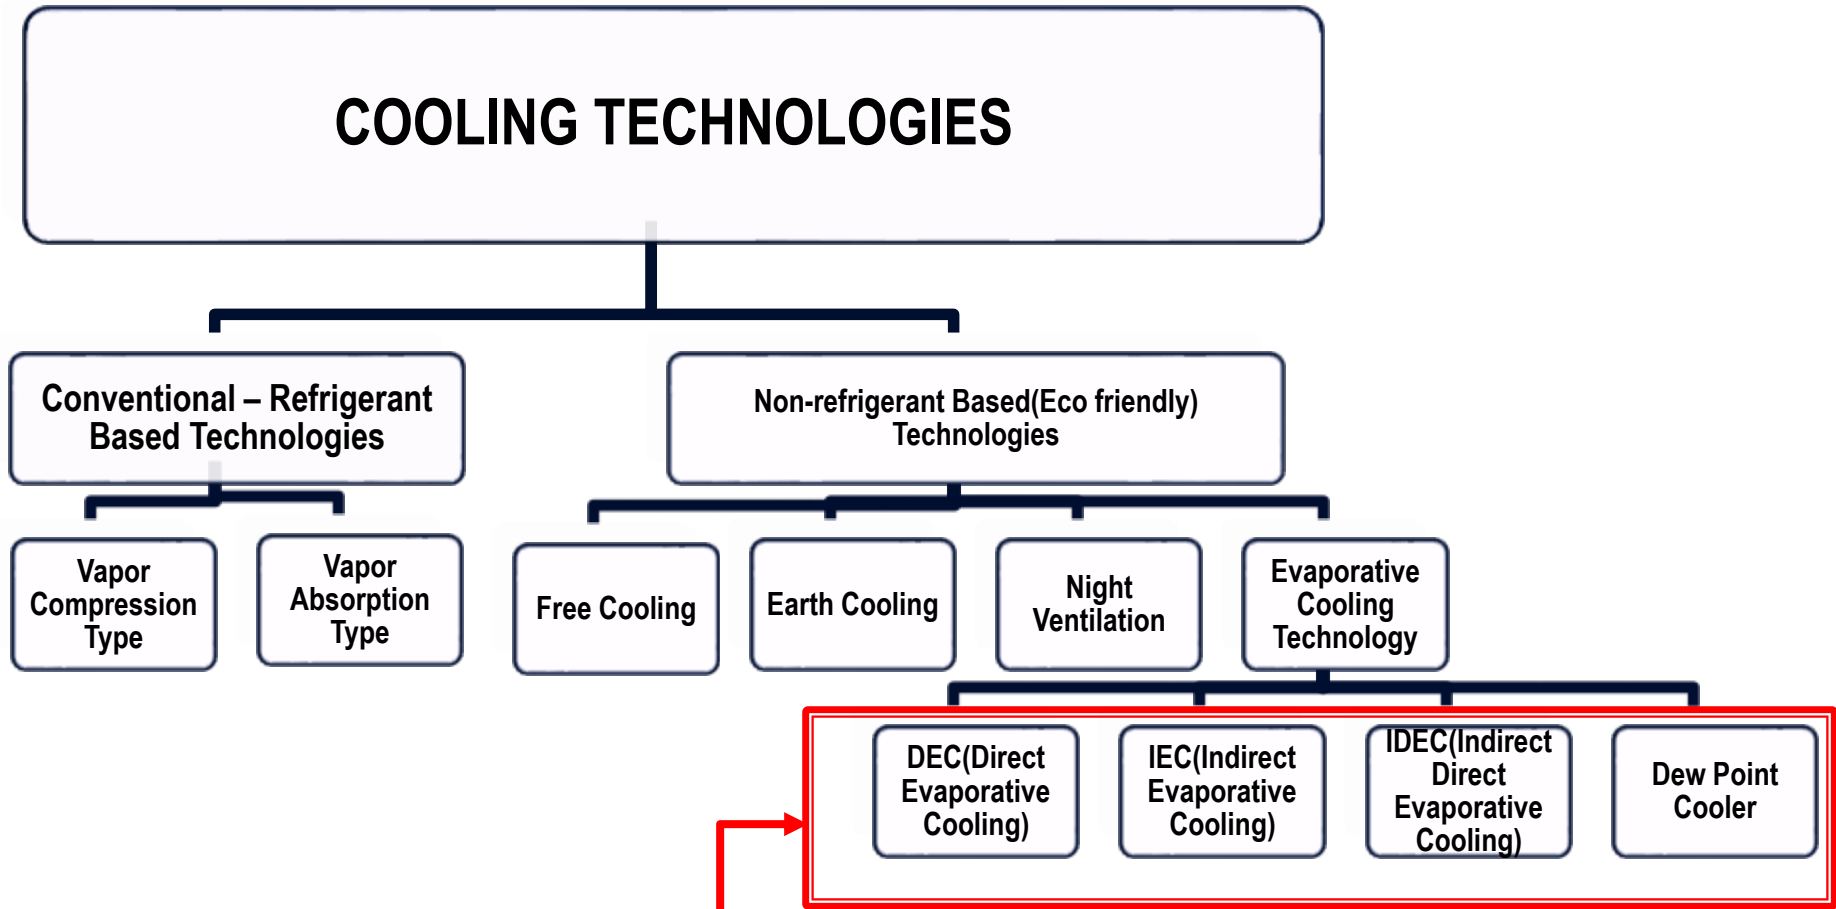 COOLING TECHNOLOGIES
Conventional – Refrigerant
Based Technologies
Non-refrigerant Based(Eco friendly)
Technologies
Vapor
Compression
Type
Vapor
Absorption
Type
Free Cooling
Earth Cooling
Night
Ventilation
Evaporative
Cooling
Technology
DEC(Direct
Evaporative
Cooling)
IEC(Indirect
Evaporative
Cooling)
IDEC(Indirect
Direct
Evaporative
Cooling)
Dew Point
Cooler